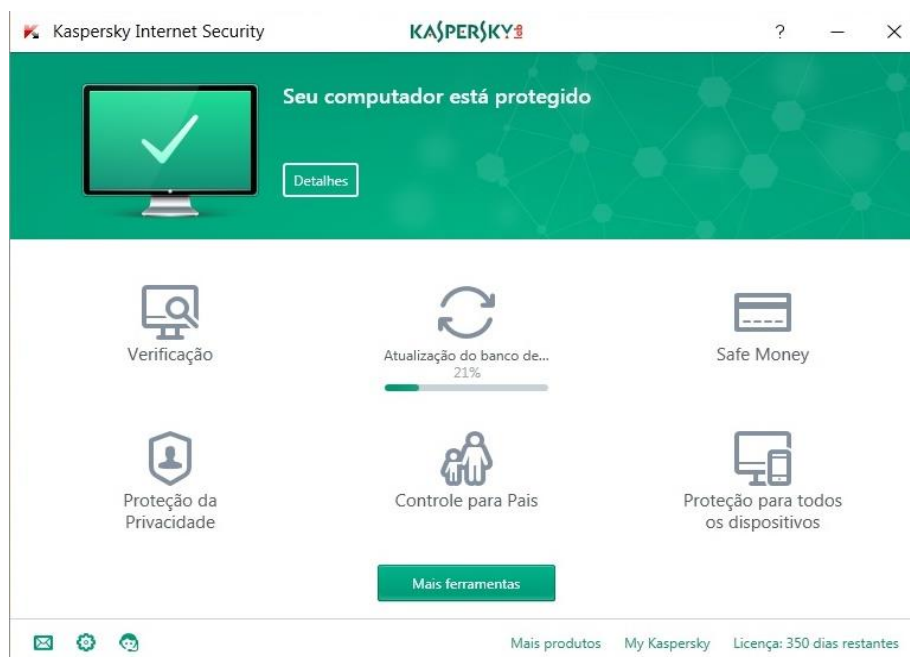 Kaspersky Internet Security
KASPERSKY lab
?
Seu computador está protegido
Detalhes
Verificação
Atualização do banco de...
21%
Safe Money
Proteção da
Privacidade
Controle para Pais
Proteção para todos
os dispositivos
Mais ferramentas
Mais produtos
My Kaspersky
Licença: 350 dias restantes